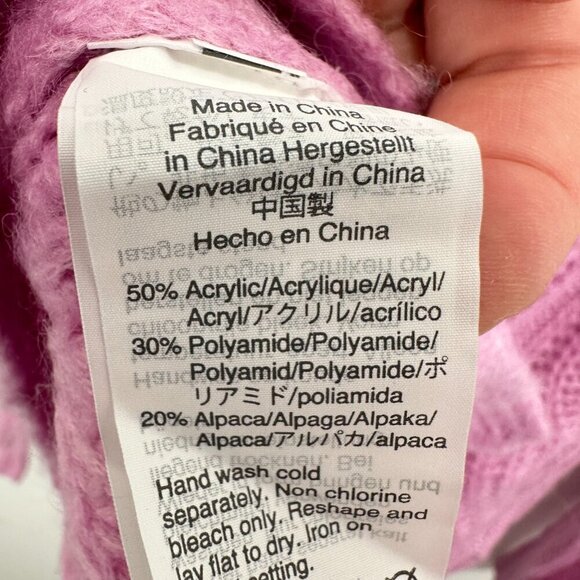 Made in China
Fabriqué en Chine
in China Hergestellt
Vervaardigd in China
中国製
Hecho en China
50% Acrylic/Acrylique/Acryl/
Acryl/アクリル/acrílico
30% Polyamide/Polyamide/
Polyamid/Polyamide/ポ
リアミド/poliamida
20% Alpaca/Alpaga/Alpaka/
Alpaca/アルパカ/alpaca
Hand wash cold
separately. Non chlorine
bleach only. Reshape and
lay flat to dry. Iron on
setting.